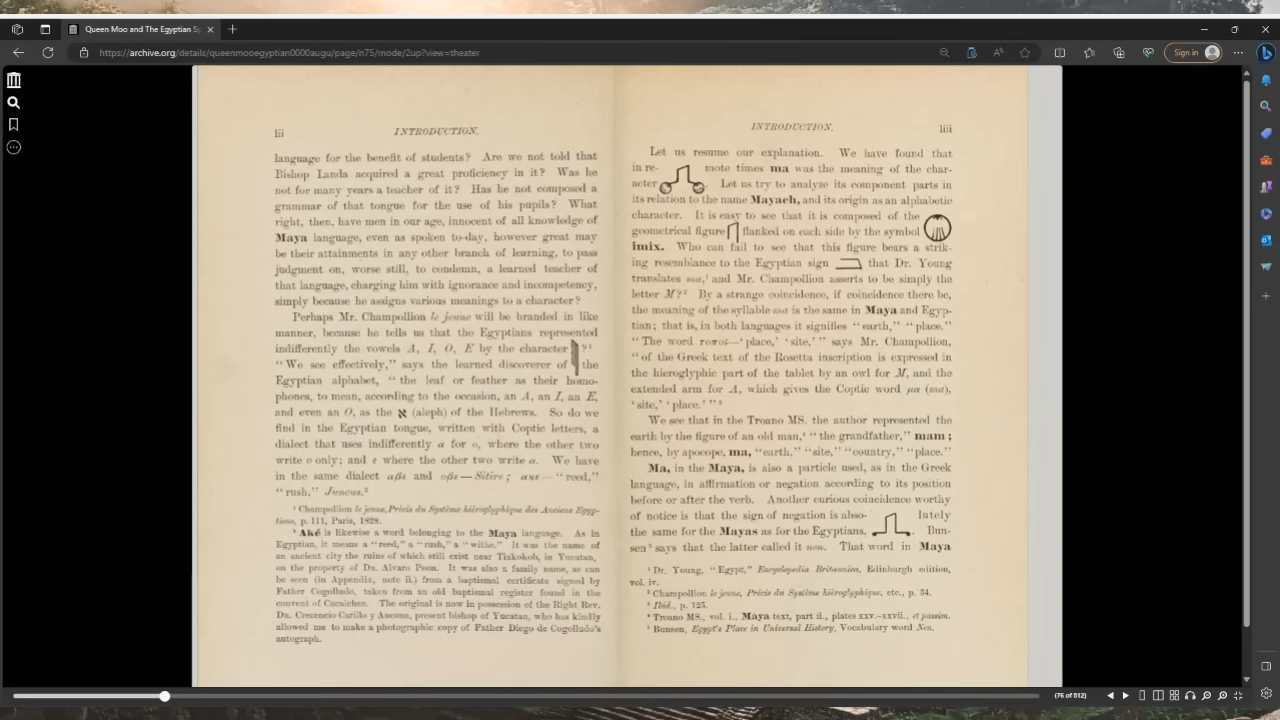 Queen Moo and The Egyptian S
https://archive.org/details/queenmooegyptian0000augu/page/n75/mode/2up?view=theater
Sign in
lii INTRODUCTION.
language for the benefit of students? Are we not told that
Bishop Landa acquired a great proficiency in it? Was he
not for many years a teacher of it? Has he not composed a
grammar of that tongue for the use of his pupils? What
right, then, have men in our age, innocent of all knowledge of
Maya language, even as spoken to-day, however great may
be their attainments in any other branch of learning, to pass
judgment on, worse still, to condemn, a learned teacher of
that language, charging him with ignorance and incompetency,
simply because he assigns various meanings to a character?
Perhaps Mr. Champollion le jeune will be branded in like
manner, because he tells us that the Egyptians represented
indifferently the vowels A, I, O, E by the character ?¹
"We see effectively," says the learned discoverer of the
Egyptian alphabet, "the leaf or feather as their homo-
phones, to mean, according to the occasion, an A, an I, an E,
and even an O, as the א (aleph) of the Hebrews. So do we
find in the Egyptian tongue, written with Coptic letters, a
dialect that uses indifferently α for o, where the other two
write o only; and ε where the other two write α. We have
in the same dialect αβε and οβε—Sitire; ακε—"reed,"
"rush," Juncus.²
¹ Champollion le jeune, Précis du Système hiéroglyphique des Anciens Egyp-
tiens, p. 111, Paris, 1828.
² Aké is likewise a word belonging to the Maya language. As in
Egyptian, it means a "reed," a "rush," a "withe." It was the name of
an ancient city the ruins of which still exist near Tixkokob, in Yucatan,
on the property of Dn. Alvaro Peon. It was also a family name, as can
be seen (in Appendix, note ii.) from a baptismal certificate signed by
Father Cogolludo, taken from an old baptismal register found in the
convent of Cacalchen. The original is now in possession of the Right Rev.
Dn. Crecencio Carillo y Ancona, present bishop of Yucatan, who has kindly
allowed me to make a photographic copy of Father Diego de Cogolludo's
autograph.
INTRODUCTION. liii
Let us resume our explanation. We have found that
in re- mote times ma was the meaning of the char-
acter . Let us try to analyze its component parts in
its relation to the name Mayach, and its origin as an alphabetic
character. It is easy to see that it is composed of the
geometrical figure flanked on each side by the symbol
imix. Who can fail to see that this figure bears a strik-
ing resemblance to the Egyptian sign that Dr. Young
translates ma,¹ and Mr. Champollion asserts to be simply the
letter M?² By a strange coincidence, if coincidence there be,
the meaning of the syllable ma is the same in Maya and Egyp-
tian; that is, in both languages it signifies "earth," "place."
"The word τοποσ—'place,' 'site,'" says Mr. Champollion,
"of the Greek text of the Rosetta inscription is expressed in
the hieroglyphic part of the tablet by an owl for M, and the
extended arm for A, which gives the Coptic word μα (ma),
'site,' 'place.'"³
We see that in the Troano MS. the author represented the
earth by the figure of an old man,⁴ "the grandfather," mam;
hence, by apocope, ma, "earth," "site," "country," "place."
Ma, in the Maya, is also a particle used, as in the Greek
language, in affirmation or negation according to its position
before or after the verb. Another curious coincidence worthy
of notice is that the sign of negation is abso- lutely
the same for the Mayas as for the Egyptians, . Bun-
sen⁵ says that the latter called it nen. That word in Maya
¹ Dr. Young, "Egypt," Encyclopedia Britannica, Edinburgh edition,
vol. iv.
² Champollion le jeune, Précis du Système hiéroglyphique, etc., p. 34.
³ Ibid., p. 125.
⁴ Troano MS., vol. i., Maya text, part ii., plates xxv.-xxvii., et passim.
⁵ Bunsen, Egypt's Place in Universal History, Vocabulary word Nen.
(76 of 512)